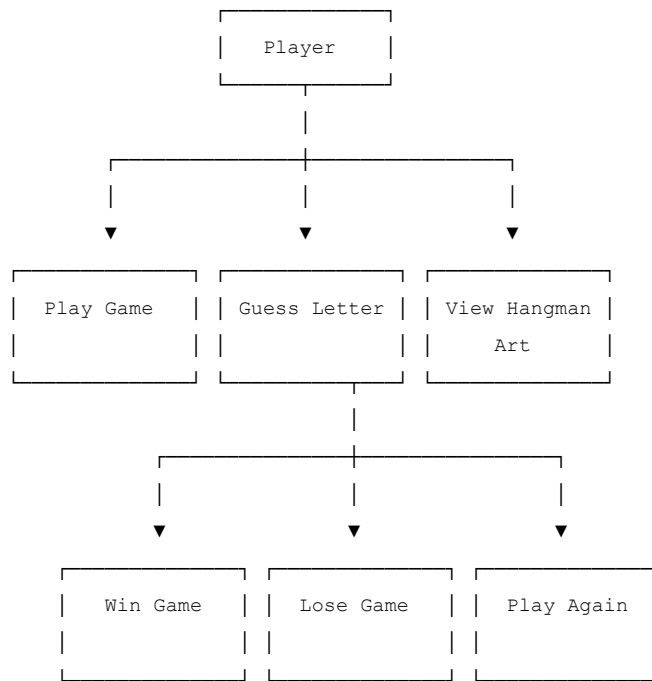 Player
Play Game
Guess Letter
View Hangman
Art
Win Game
Lose Game
Play Again